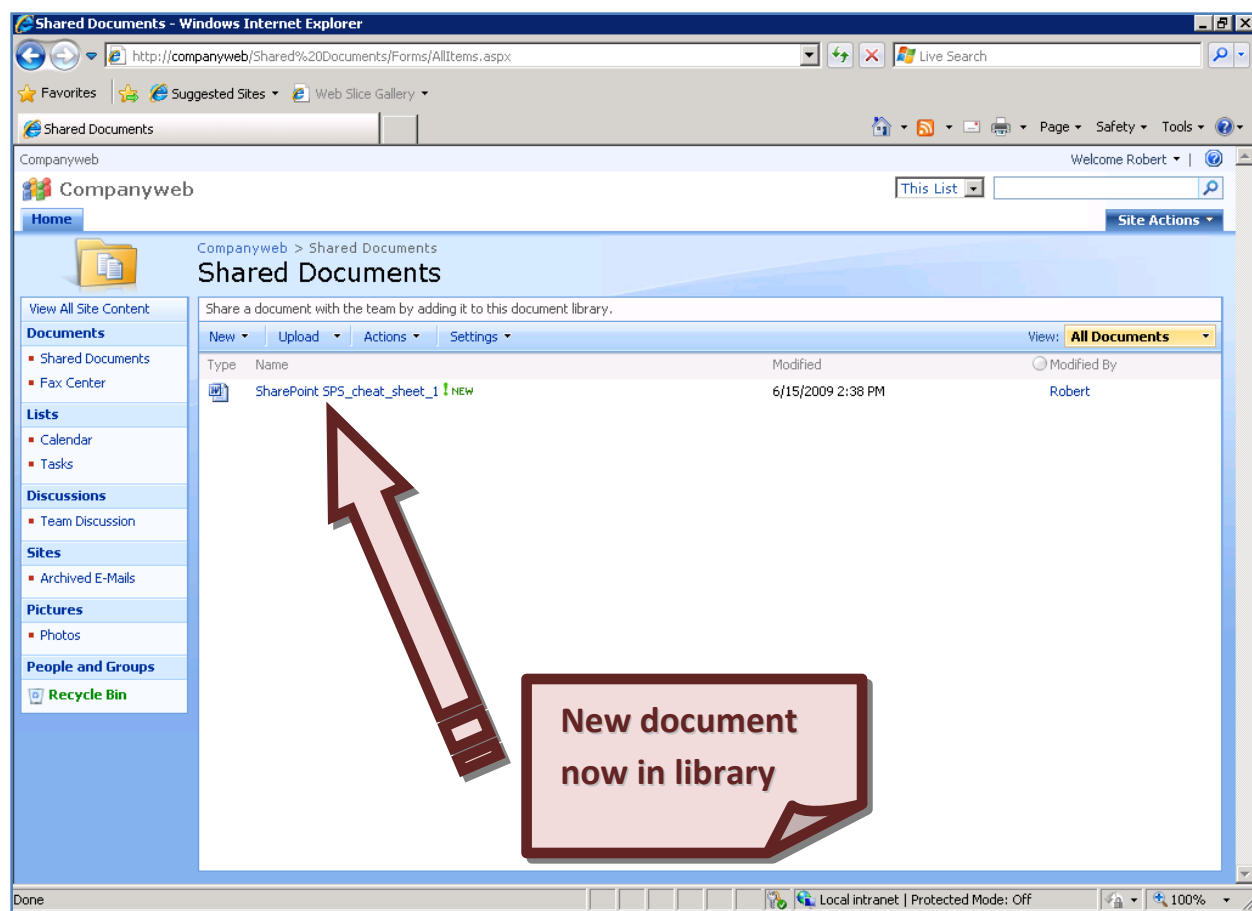 Shared Documents - Windows Internet Explorer
http://companyweb/Shared%20Documents/Forms/AllItems.aspx
Live Search
Favorites Suggested Sites Web Slice Gallery
Shared Documents
Page Safety Tools
Companyweb
Welcome Robert
Companyweb
This List
Home
Site Actions
Companyweb > Shared Documents
Shared Documents
View All Site Content
Share a document with the team by adding it to this document library.
Documents
New Upload Actions Settings
View: All Documents
Shared Documents
Type Name Modified Modified By
Fax Center
SharePoint SPS_cheat_sheet_1 ! NEW 6/15/2009 2:38 PM Robert
Lists
Calendar
Tasks
Discussions
Team Discussion
Sites
Archived E-Mails
Pictures
Photos
People and Groups
Recycle Bin
New document
now in library
Done
Local intranet | Protected Mode: Off
100%